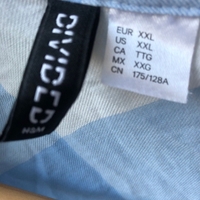 DIVIDED
H&M
EUR XXL
US XXL
CA TTG
MX XXG
CN 175/128A